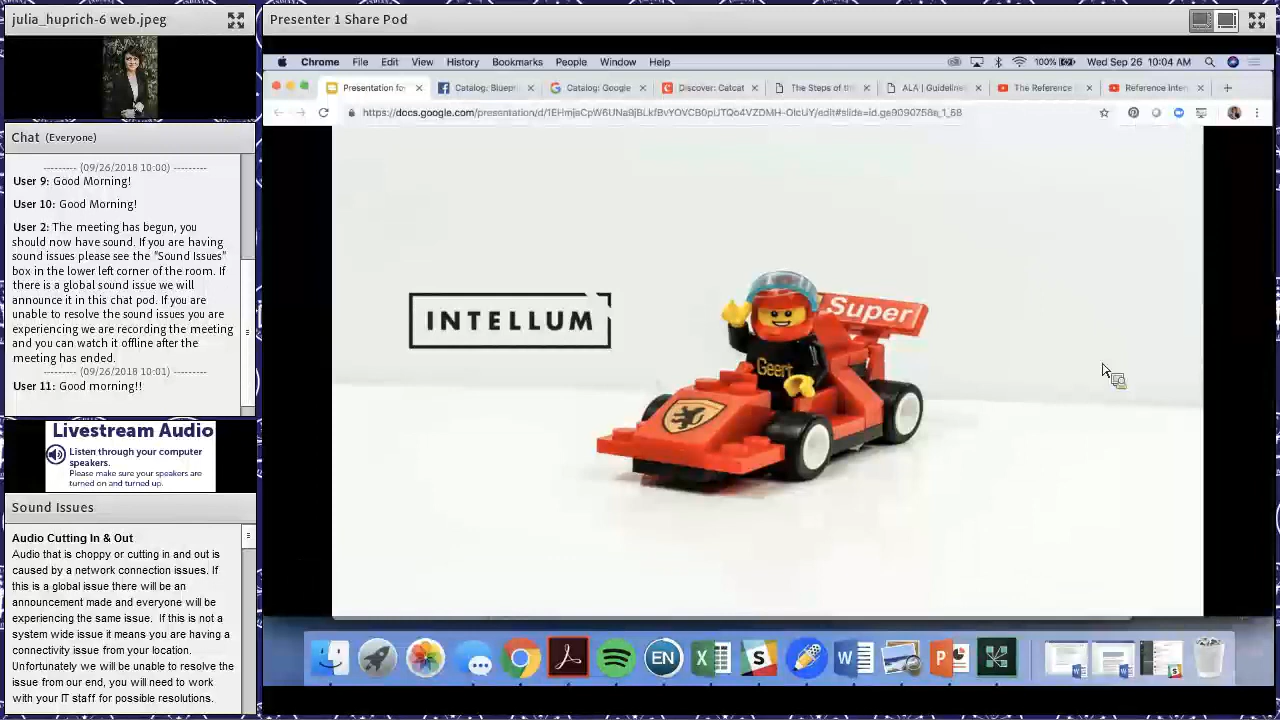 julia_huprich-6 web.jpeg
Chat (Everyone)
--------- (09/26/2018 10:00) ---------
User 9: Good Morning!
User 10: Good Morning!
User 2: The meeting has begun, you
should now have sound. If you are having
sound issues please see the "Sound Issues"
box in the lower left corner of the room. If
there is a global sound issue we will
announce it in this chat pod. If you are
unable to resolve the sound issues you are
experiencing we are recording the meeting
and you can watch it offline after the
meeting has ended.
--------- (09/26/2018 10:01) ---------
User 11: Good morning!!
Livestream Audio
Listen through your computer
speakers.
Please make sure your speakers are
turned on and turned up.
Sound Issues
Audio Cutting In & Out
Audio that is choppy or cutting in and out is
caused by a network connection issues. If
this is a global issue there will be an
announcement made and everyone will be
experiencing the same issue. If this is not a
system wide issue it means you are having a
connectivity issue from your location.
Unfortunately we will be unable to resolve the
issue from our end, you will need to work
with your IT staff for possible resolutions.
Presenter 1 Share Pod
Chrome File Edit View History Bookmarks People Window Help 100% Wed Sep 26 10:04 AM
Presentation fo Catalog: Bluepr Catalog: Google Discover: Catcat The Steps of th ALA | Guideline The Reference Reference Inter
INTELLUM
Super
Geert
EN